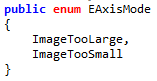 public enum EAxisMode
{
    ImageTooLarge,
    ImageTooSmall
}